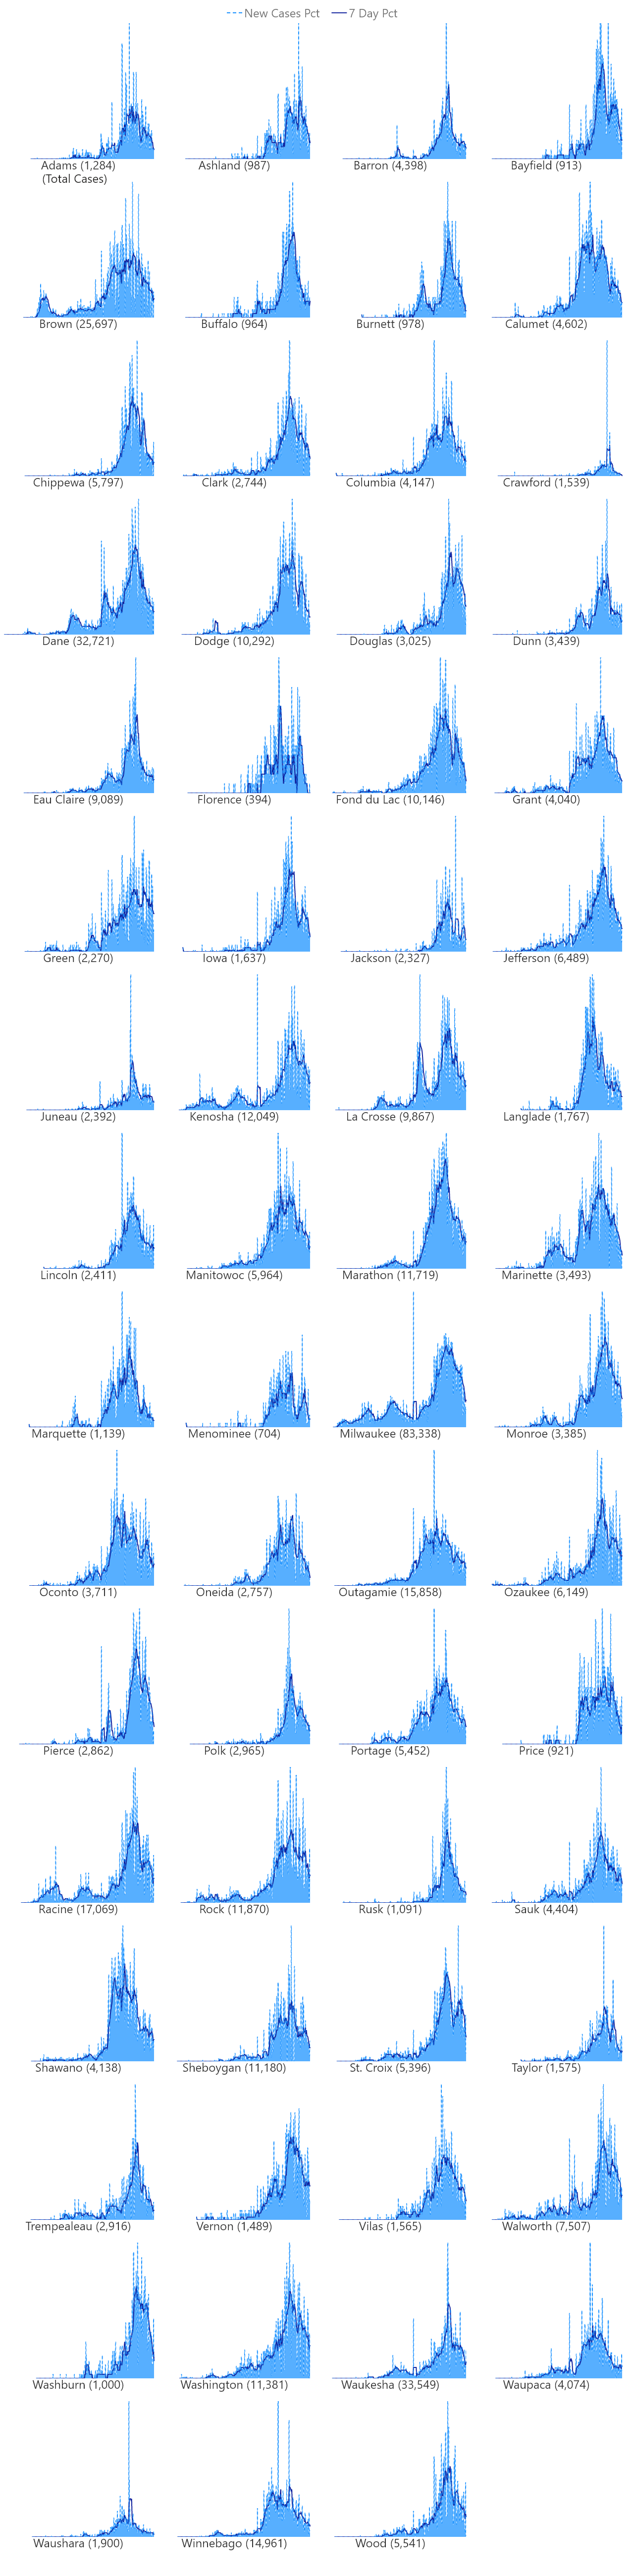 New Cases Pct 7 Day Pct
Adams (1,284) Ashland (987) Barron (4,398) Bayfield (913)
(Total Cases)
Brown (25,697) Buffalo (964) Burnett (978) Calumet (4,602)
Chippewa (5,797) Clark (2,744) Columbia (4,147) Crawford (1,539)
Dane (32,721) Dodge (10,292) Douglas (3,025) Dunn (3,439)
Eau Claire (9,089) Florence (394) Fond du Lac (10,146) Grant (4,040)
Green (2,270) Iowa (1,637) Jackson (2,327) Jefferson (6,489)
Juneau (2,392) Kenosha (12,049) La Crosse (9,867) Langlade (1,767)
Lincoln (2,411) Manitowoc (5,964) Marathon (11,719) Marinette (3,493)
Marquette (1,139) Menominee (704) Milwaukee (83,338) Monroe (3,385)
Oconto (3,711) Oneida (2,757) Outagamie (15,858) Ozaukee (6,149)
Pierce (2,862) Polk (2,965) Portage (5,452) Price (921)
Racine (17,069) Rock (11,870) Rusk (1,091) Sauk (4,404)
Shawano (4,138) Sheboygan (11,180) St. Croix (5,396) Taylor (1,575)
Trempealeau (2,916) Vernon (1,489) Vilas (1,565) Walworth (7,507)
Washburn (1,000) Washington (11,381) Waukesha (33,549) Waupaca (4,074)
Waushara (1,900) Winnebago (14,961) Wood (5,541)